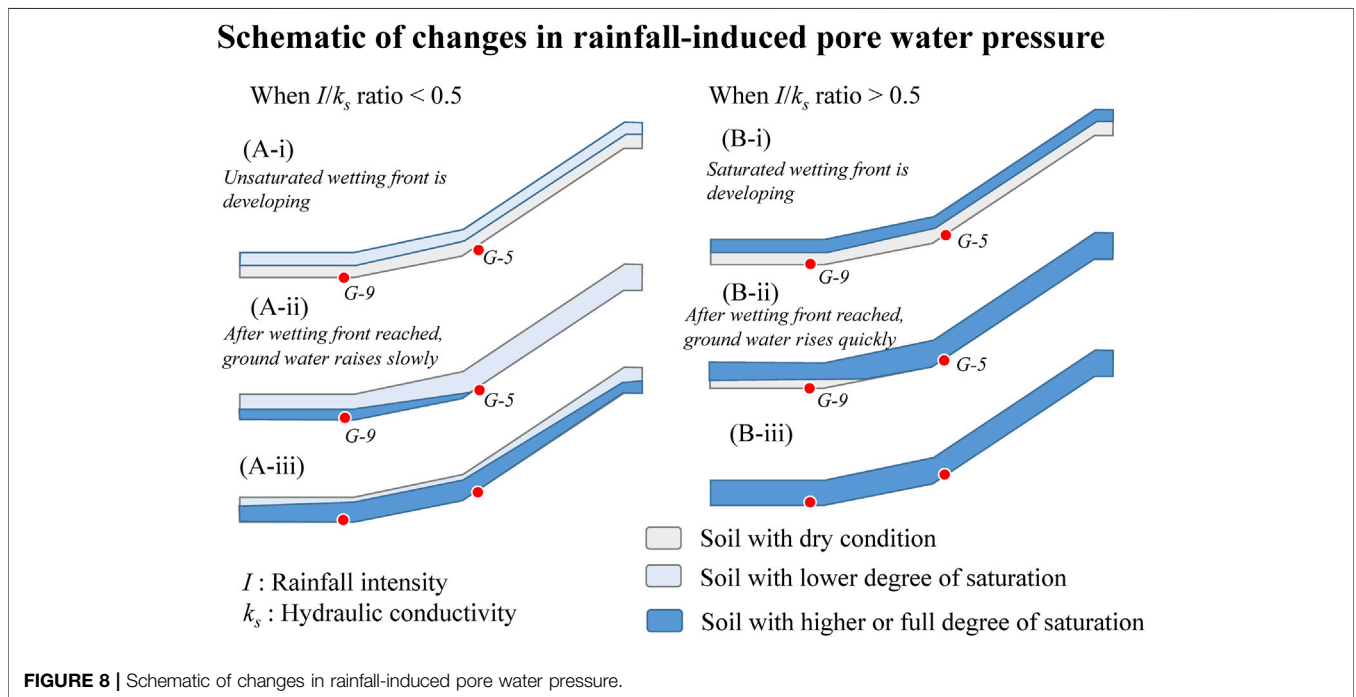 Schematic of changes in rainfall-induced pore water pressure
When I/ks ratio < 0.5
(A-i)
Unsaturated wetting front is
developing
G-5
G-9
(A-ii)
After wetting front reached,
ground water raises slowly
G-5
G-9
(A-iii)
When I/ks ratio > 0.5
(B-i)
Saturated wetting front is
developing
G-5
G-9
(B-ii)
After wetting front reached,
ground water rises quickly
G-5
G-9
(B-iii)
I : Rainfall intensity
ks : Hydraulic conductivity
Soil with dry condition
Soil with lower degree of saturation
Soil with higher or full degree of saturation
FIGURE 8 | Schematic of changes in rainfall-induced pore water pressure.